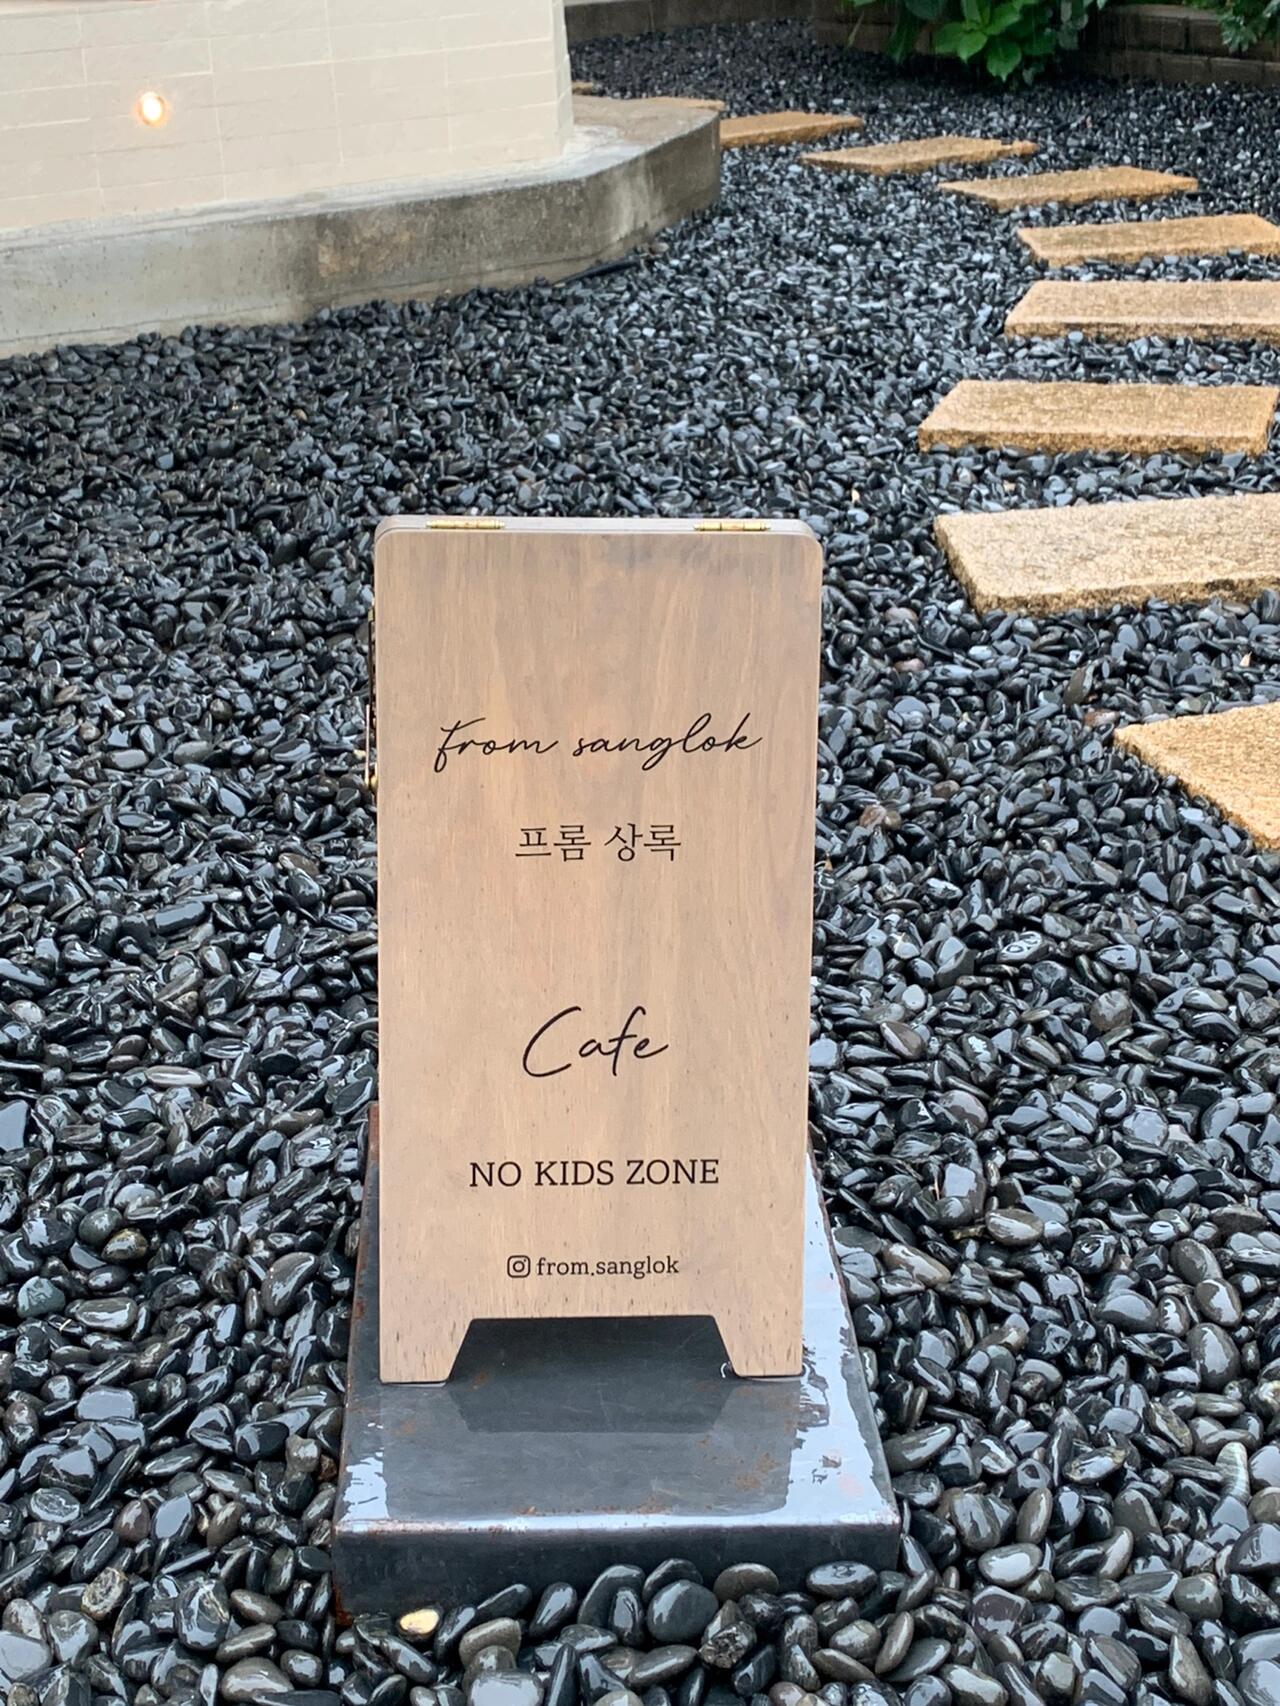 from sanglok
프롬 상록
Cafe
NO KIDS ZONE
from.sanglok